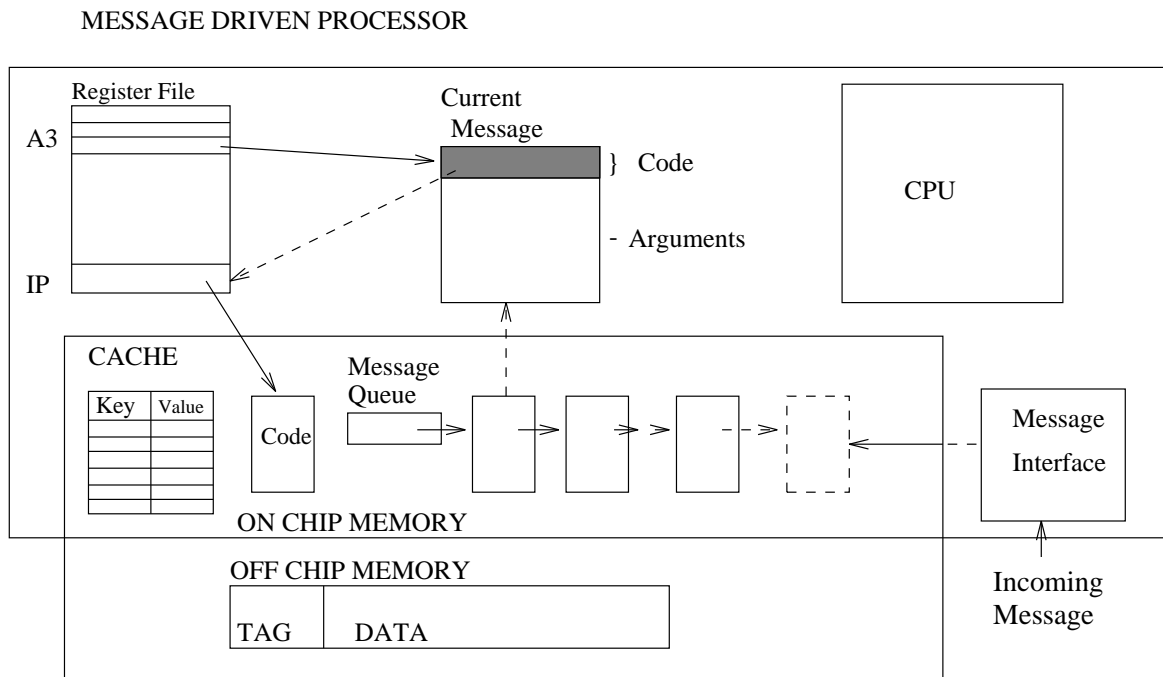 MESSAGE DRIVEN PROCESSOR
Register File
A3
IP
Current
Message
} Code
- Arguments
CPU
CACHE
Key Value
Code
Message
Queue
Message
Interface
ON CHIP MEMORY
OFF CHIP MEMORY
TAG DATA
Incoming
Message